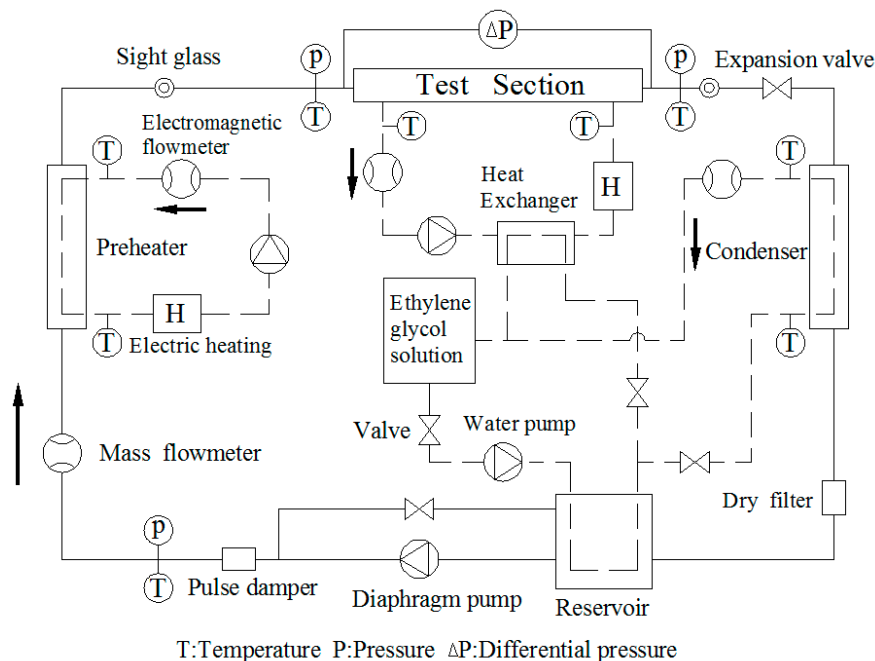 ΔP
Sight glass
p
p
Expansion valve
Test Section
T
T
Electromagnetic
flowmeter
T
T
T
T
Heat
Exchanger
H
Preheater
Condenser
Ethylene
glycol
solution
H
T
T
Electric heating
Valve
Water pump
Mass flowmeter
Dry filter
p
T
Pulse damper
Diaphragm pump
Reservoir
T:Temperature P:Pressure ΔP:Differential pressure